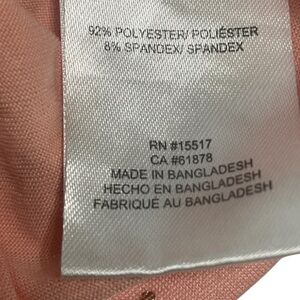 92% POLYESTER/ POLIÉSTER
8% SPANDEX/ SPANDEX
RN #15517
CA #61878
MADE IN BANGLADESH
HECHO EN BANGLADESH
FABRIQUÉ AU BANGLADESH